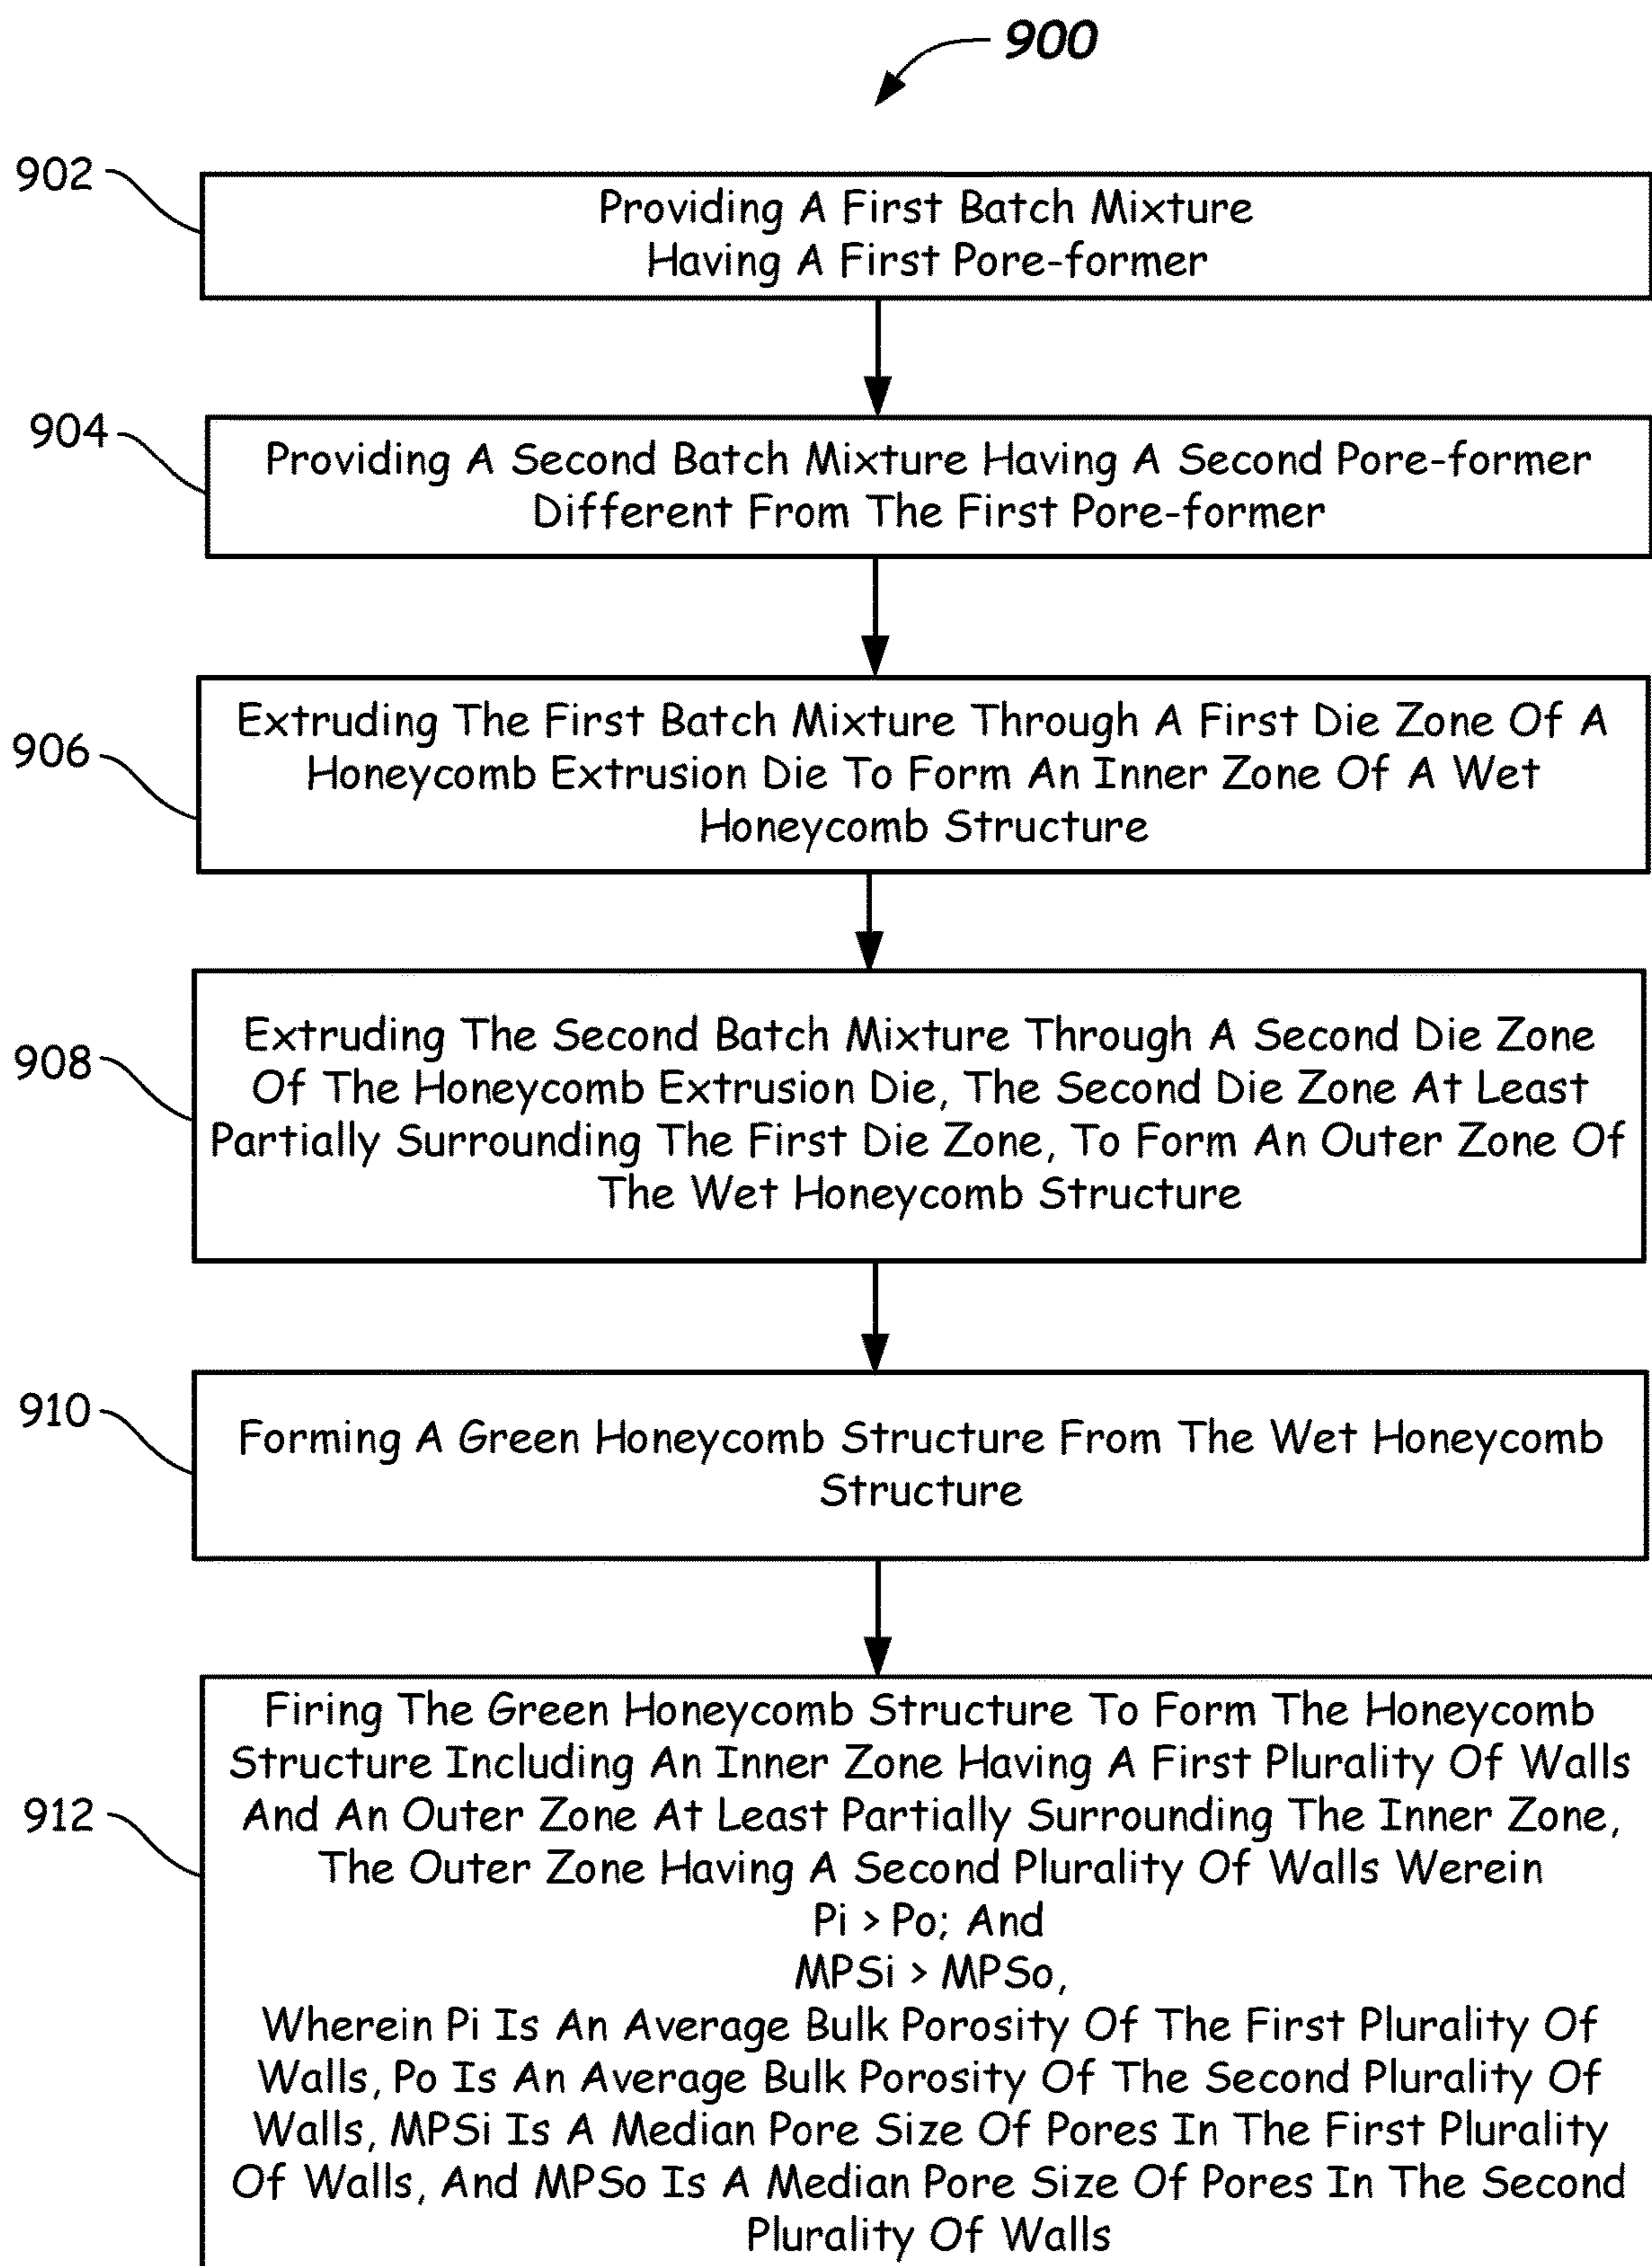 900
902
Providing A First Batch Mixture
Having A First Pore-former
904
Providing A Second Batch Mixture Having A Second Pore-former
Different From The First Pore-former
906
Extruding The First Batch Mixture Through A First Die Zone Of A
Honeycomb Extrusion Die To Form An Inner Zone Of A Wet
Honeycomb Structure
908
Extruding The Second Batch Mixture Through A Second Die Zone
Of The Honeycomb Extrusion Die, The Second Die Zone At Least
Partially Surrounding The First Die Zone, To Form An Outer Zone Of
The Wet Honeycomb Structure
910
Forming A Green Honeycomb Structure From The Wet Honeycomb
Structure
912
Firing The Green Honeycomb Structure To Form The Honeycomb
Structure Including An Inner Zone Having A First Plurality Of Walls
And An Outer Zone At Least Partially Surrounding The Inner Zone,
The Outer Zone Having A Second Plurality Of Walls Werein
Pi > Po; And
MPSi > MPSo,
Wherein Pi Is An Average Bulk Porosity Of The First Plurality Of
Walls, Po Is An Average Bulk Porosity Of The Second Plurality Of
Walls, MPSi Is A Median Pore Size Of Pores In The First Plurality
Of Walls, And MPSo Is A Median Pore Size Of Pores In The Second
Plurality Of Walls